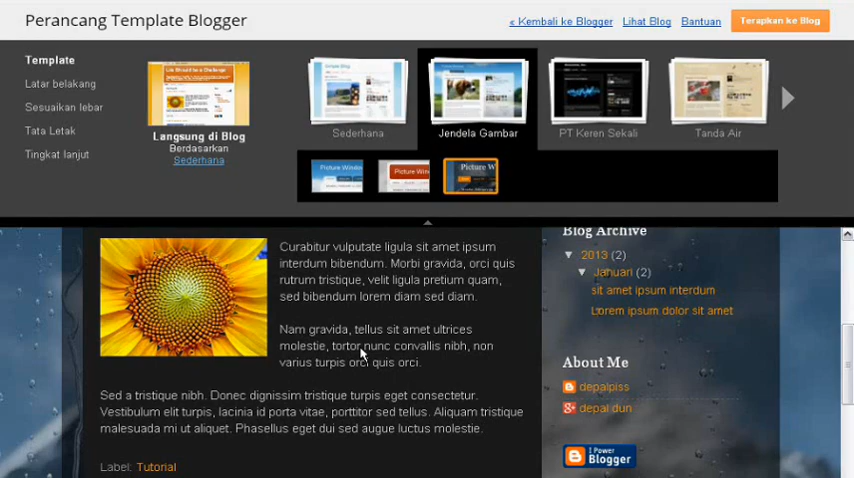 Perancang Template Blogger
« Kembali ke Blogger Lihat Blog Bantuan
Terapkan ke Blog
Template
Latar belakang
Sesuaikan lebar
Tata Letak
Tingkat lanjut
Langsung di Blog
Berdasarkan
Sederhana
Sederhana
Jendela Gambar
PT Keren Sekali
Tanda Air
Picture Window
Picture Win
Picture W
Curabitur vulputate ligula sit amet ipsum
interdum bibendum. Morbi gravida, orci quis
rutrum tristique, velit ligula pretium quam,
sed bibendum lorem diam sed diam.
Nam gravida, tellus sit amet ultrices
molestie, tortor nunc convallis nibh, non
varius turpis orci quis orci.
Sed a tristique nibh. Donec dignissim tristique turpis eget consectetur.
Vestibulum elit turpis, lacinia id porta vitae, porttitor sed tellus. Aliquam tristique
malesuada mi ut aliquet. Phasellus eget dui sed augue luctus molestie.
Label: Tutorial
Blog Archive
▼ 2013 (2)
▼ Januari (2)
sit amet ipsum interdum
Lorem ipsum dolor sit amet
About Me
depalpiss
depal dun
I Power
Blogger